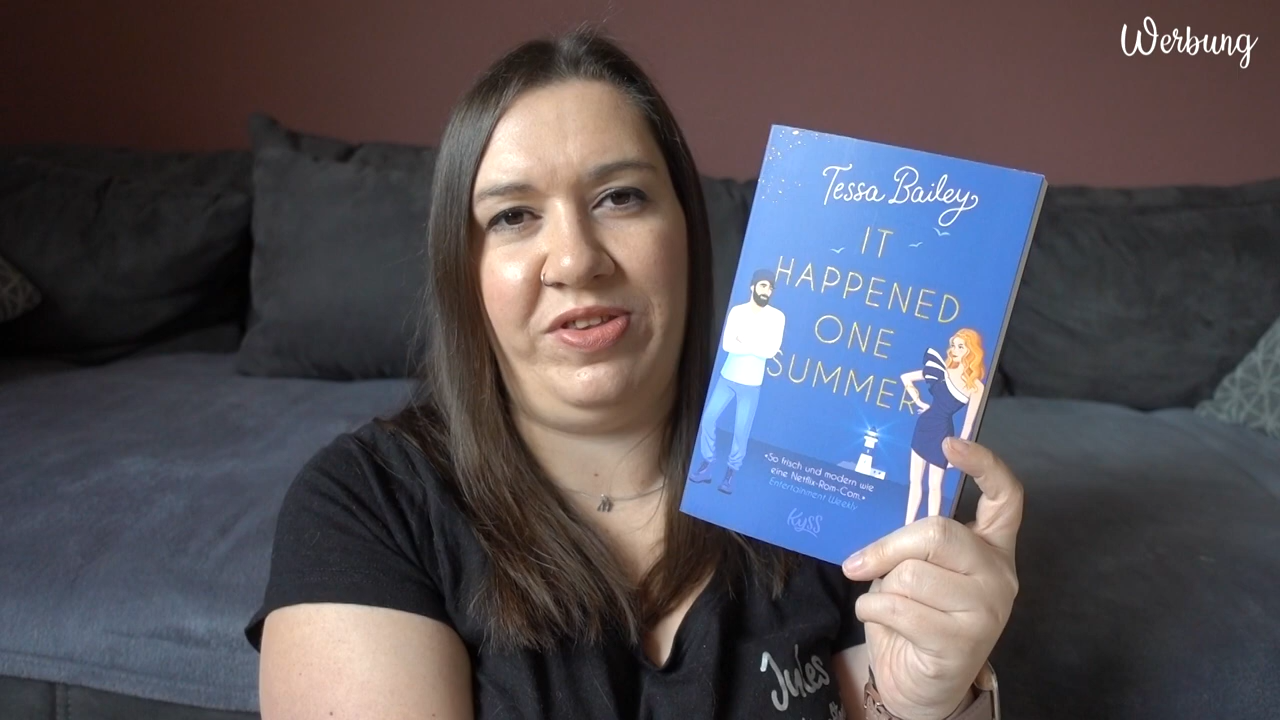 Werbung
Tessa Bailey
IT
HAPPENED
ONE
SUMMER
«So frisch und modern wie
eine Netflix-Rom-Com.»
Entertainment Weekly
Kyss
Jules